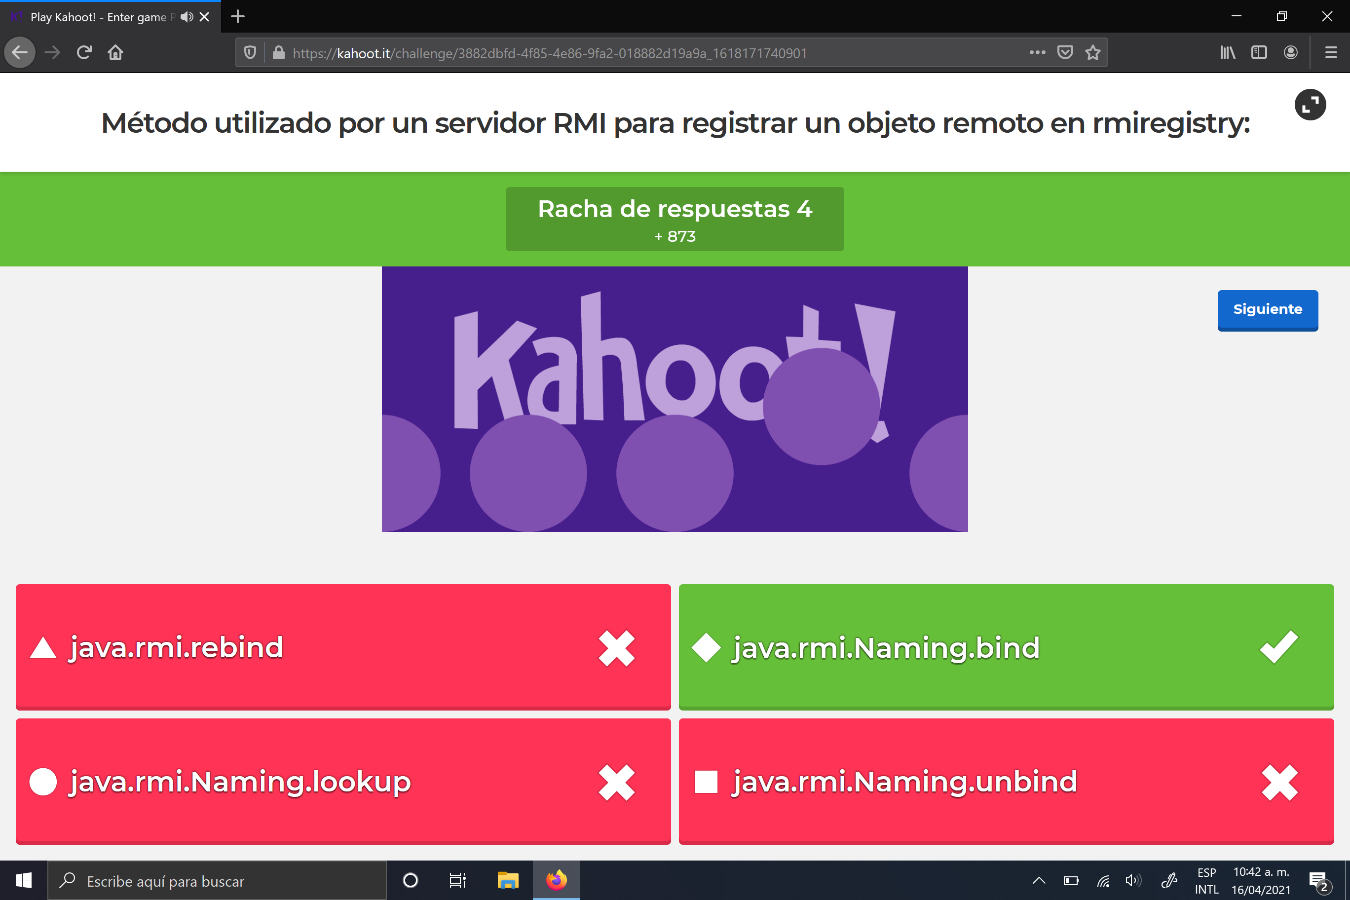 Play Kahoot! - Enter game P
https://kahoot.it/challenge/3882dbfd-4f85-4e86-9fa2-018882d19a9a_1618171740901
Método utilizado por un servidor RMI para registrar un objeto remoto en rmiregistry:
Racha de respuestas 4
+ 873
Kahoot!
Siguiente
java.rmi.rebind
java.rmi.Naming.bind
java.rmi.Naming.lookup
java.rmi.Naming.unbind
Escribe aquí para buscar
ESP
INTL
10:42 a. m.
16/04/2021
2